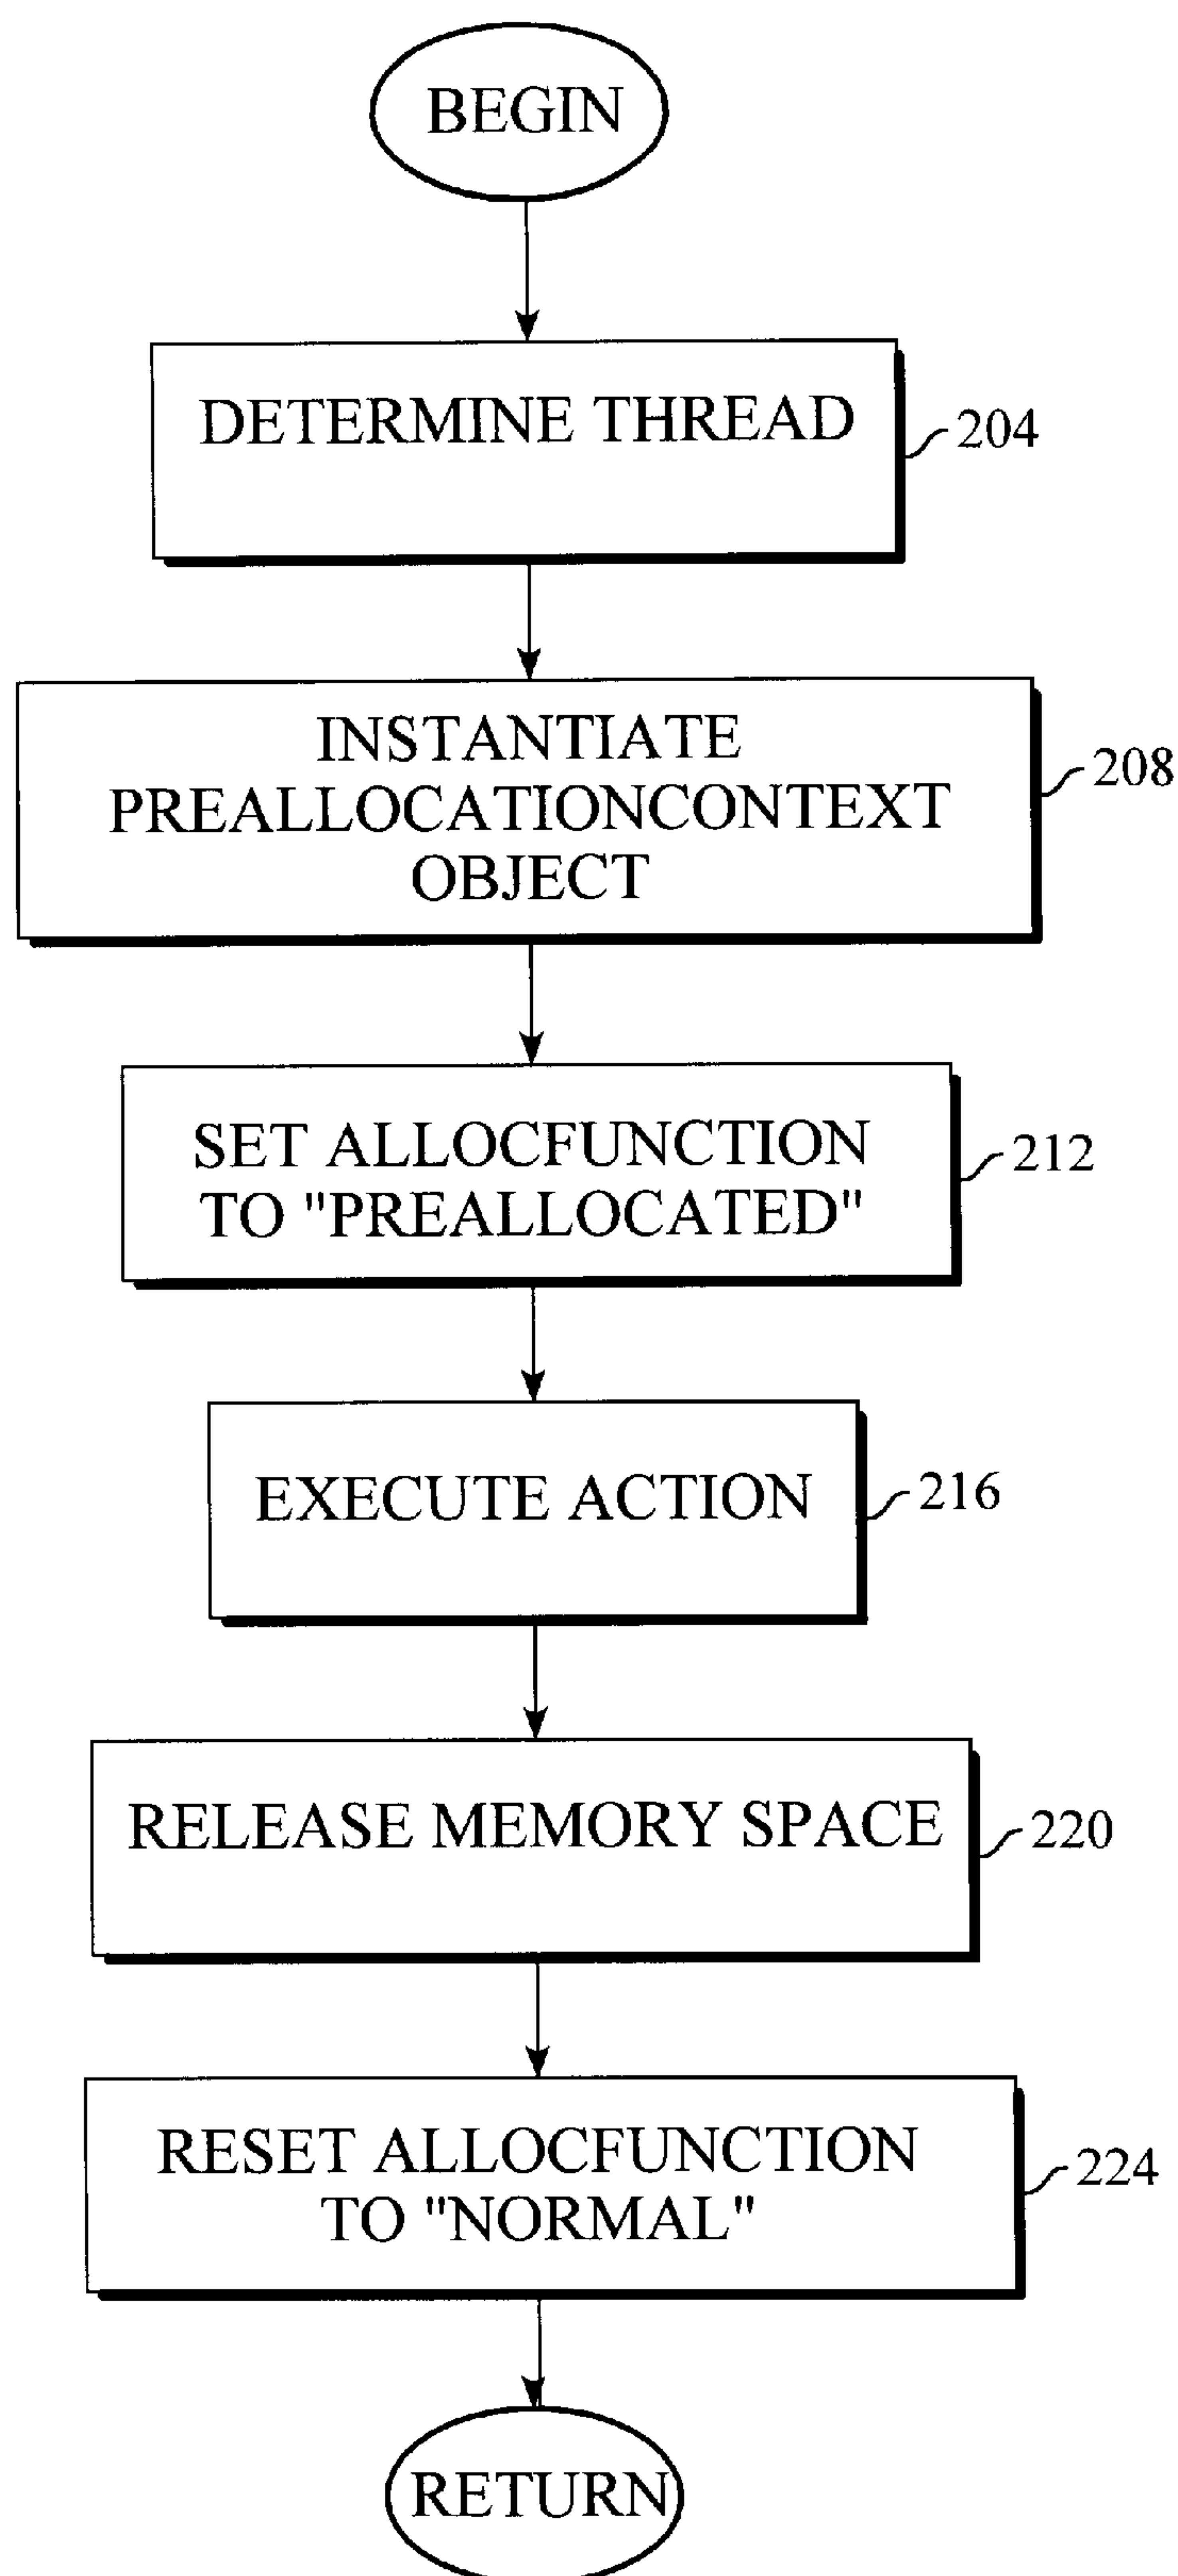 BEGIN
DETERMINE THREAD
204
INSTANTIATE
PREALLOCATIONCONTEXT
OBJECT
208
SET ALLOCFUNCTION
TO "PREALLOCATED"
212
EXECUTE ACTION
216
RELEASE MEMORY SPACE
220
RESET ALLOCFUNCTION
TO "NORMAL"
224
RETURN